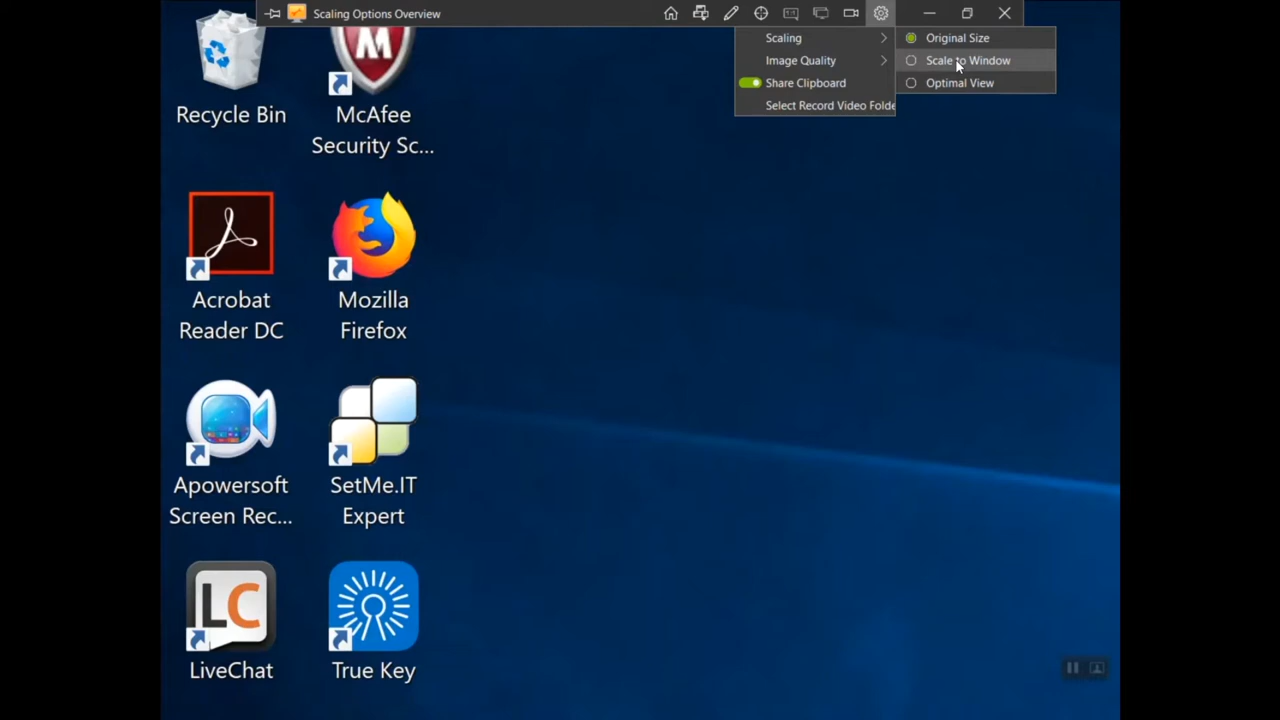 Scaling Options Overview
Scaling
Original Size
Image Quality
Scale to Window
Share Clipboard
Optimal View
Select Record Video Folde
Recycle Bin
McAfee
Security Sc...
Acrobat
Reader DC
Mozilla
Firefox
Apowersoft
Screen Rec...
SetMe.IT
Expert
LC
LiveChat
True Key